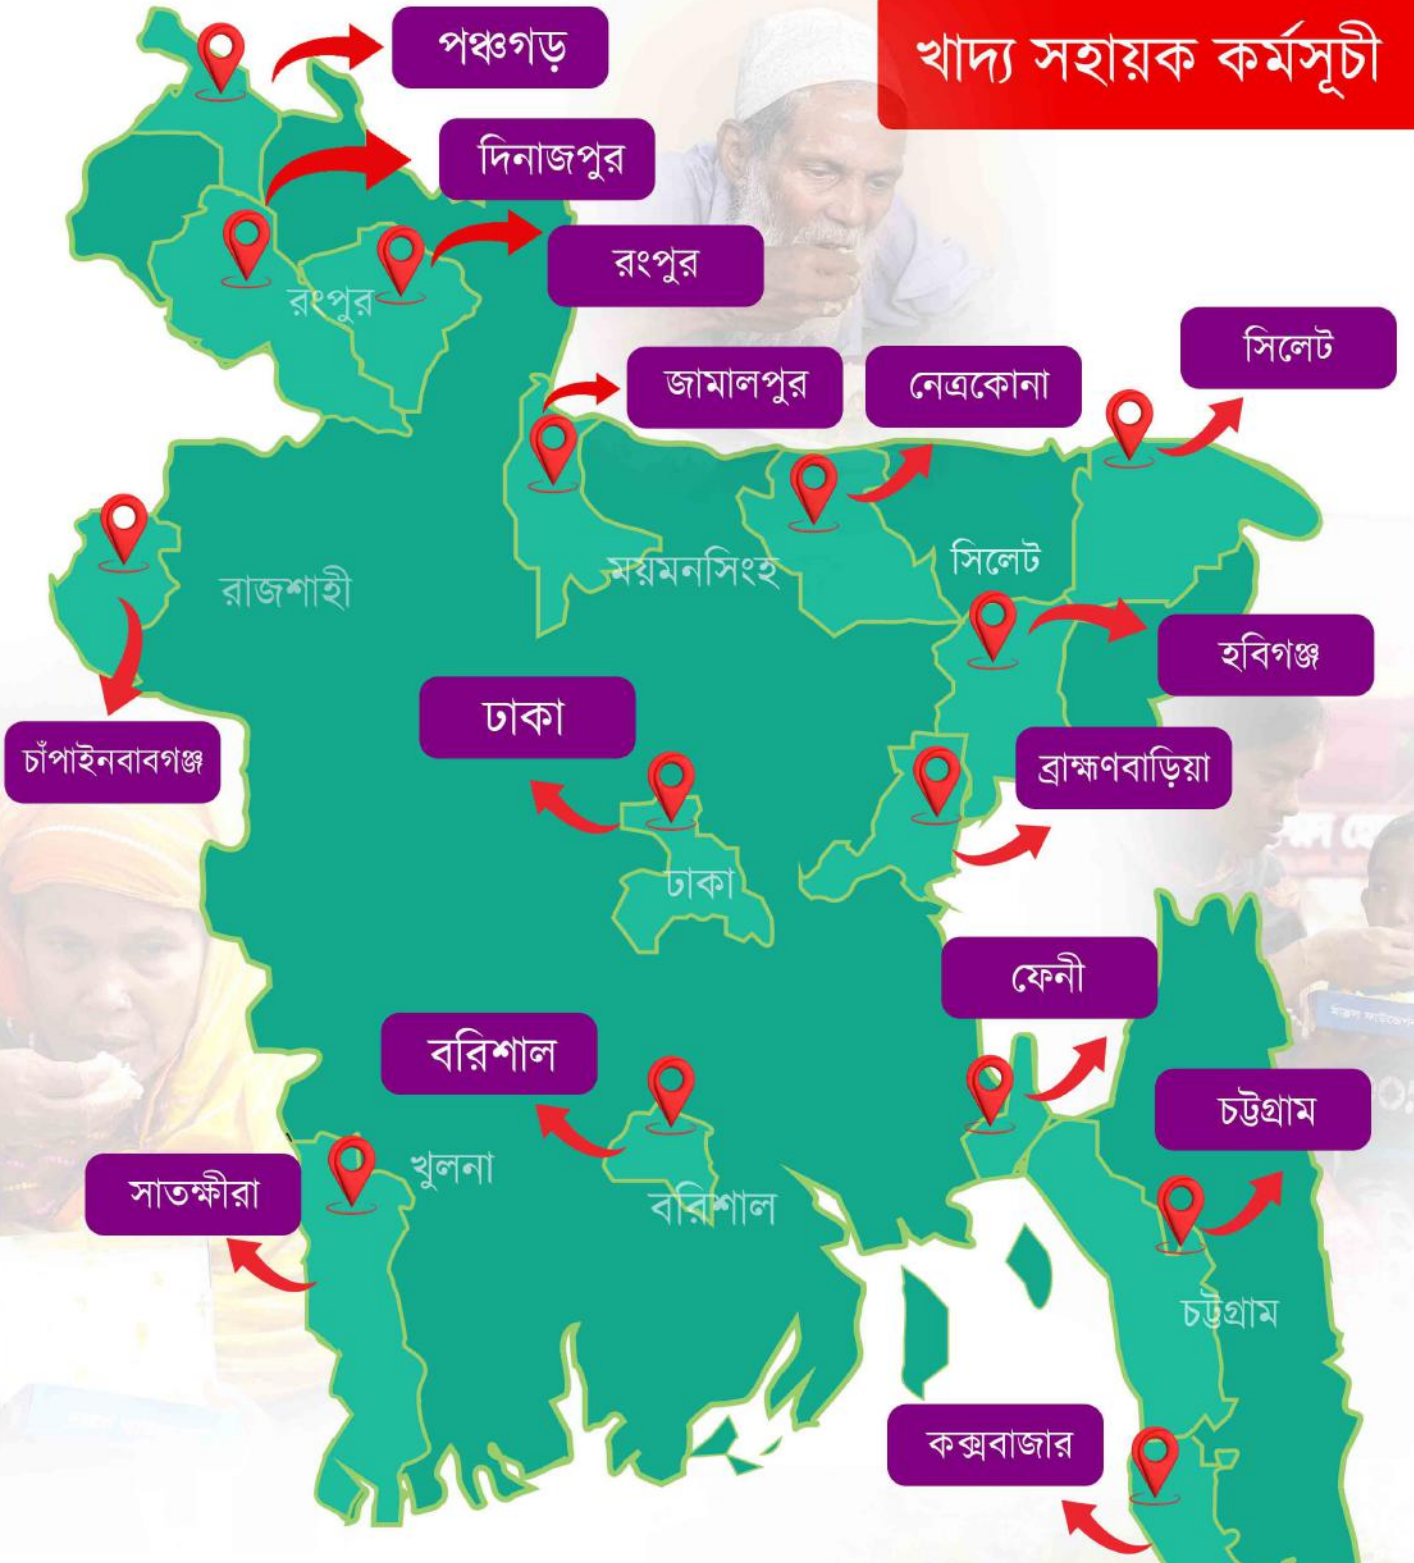 খাদ্য সহায়ক কর্মসূচী
পঞ্চগড়
দিনাজপুর
রংপুর
রংপুর
সিলেট
জামালপুর
নেত্রকোনা
রাজশাহী
ময়মনসিংহ
সিলেট
হবিগঞ্জ
ঢাকা
চাঁপাইনবাবগঞ্জ
ব্রাহ্মণবাড়িয়া
ঢাকা
ফেনী
বরিশাল
চট্টগ্রাম
খুলনা
সাতক্ষীরা
বরিশাল
চট্টগ্রাম
কক্সবাজার